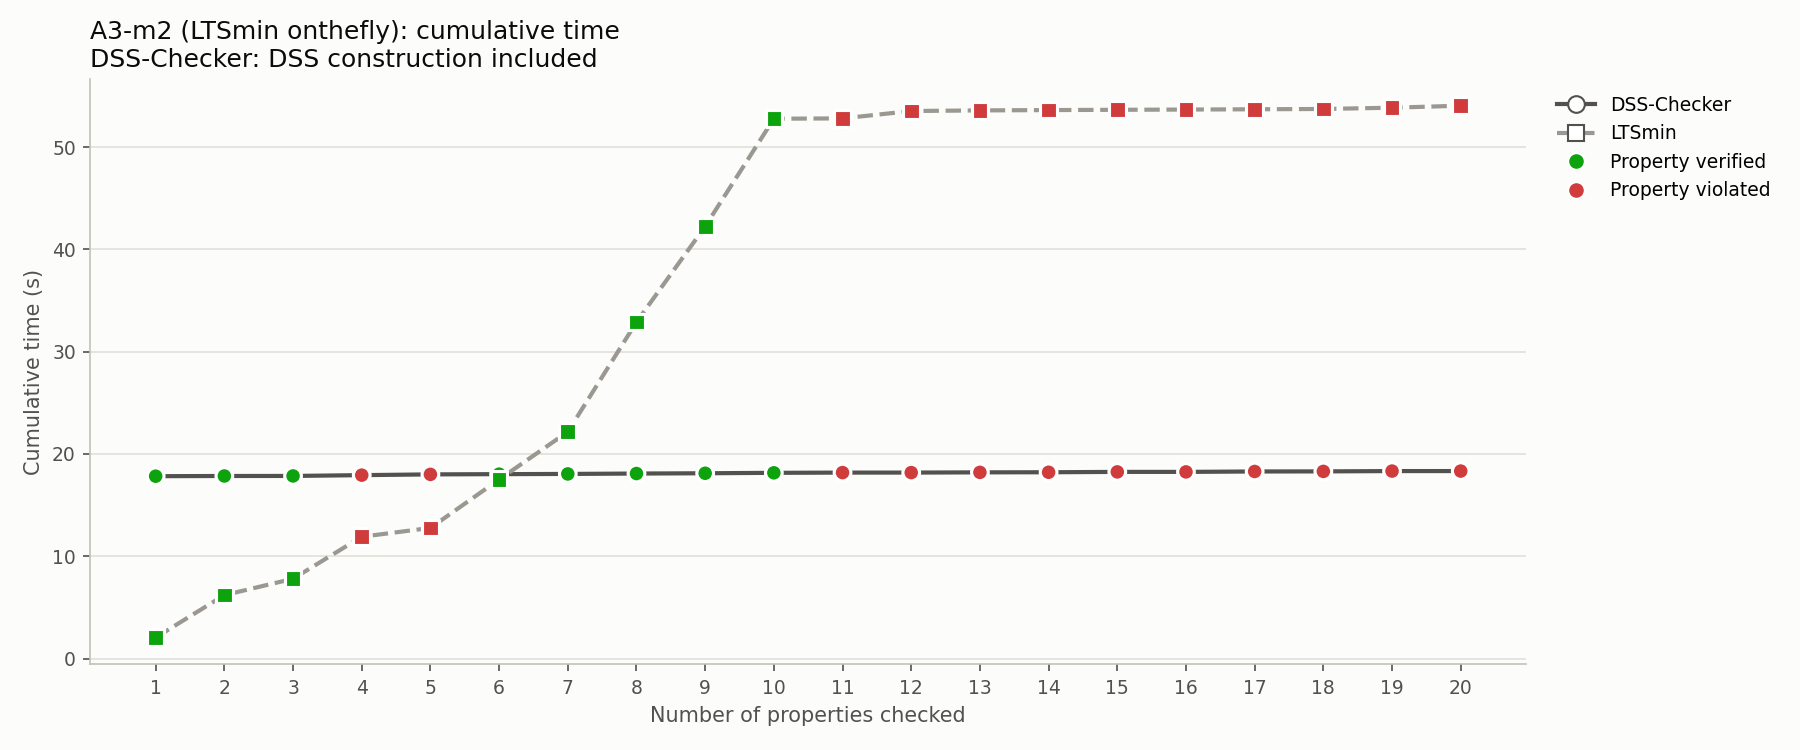 A3-m2 (LTSmin onthefly): cumulative time
DSS-Checker: DSS construction included
DSS-Checker
LTSmin
Property verified
Property violated
Cumulative time (s)
50
40
30
20
10
0
1 2 3 4 5 6 7 8 9 10 11 12 13 14 15 16 17 18 19 20
Number of properties checked